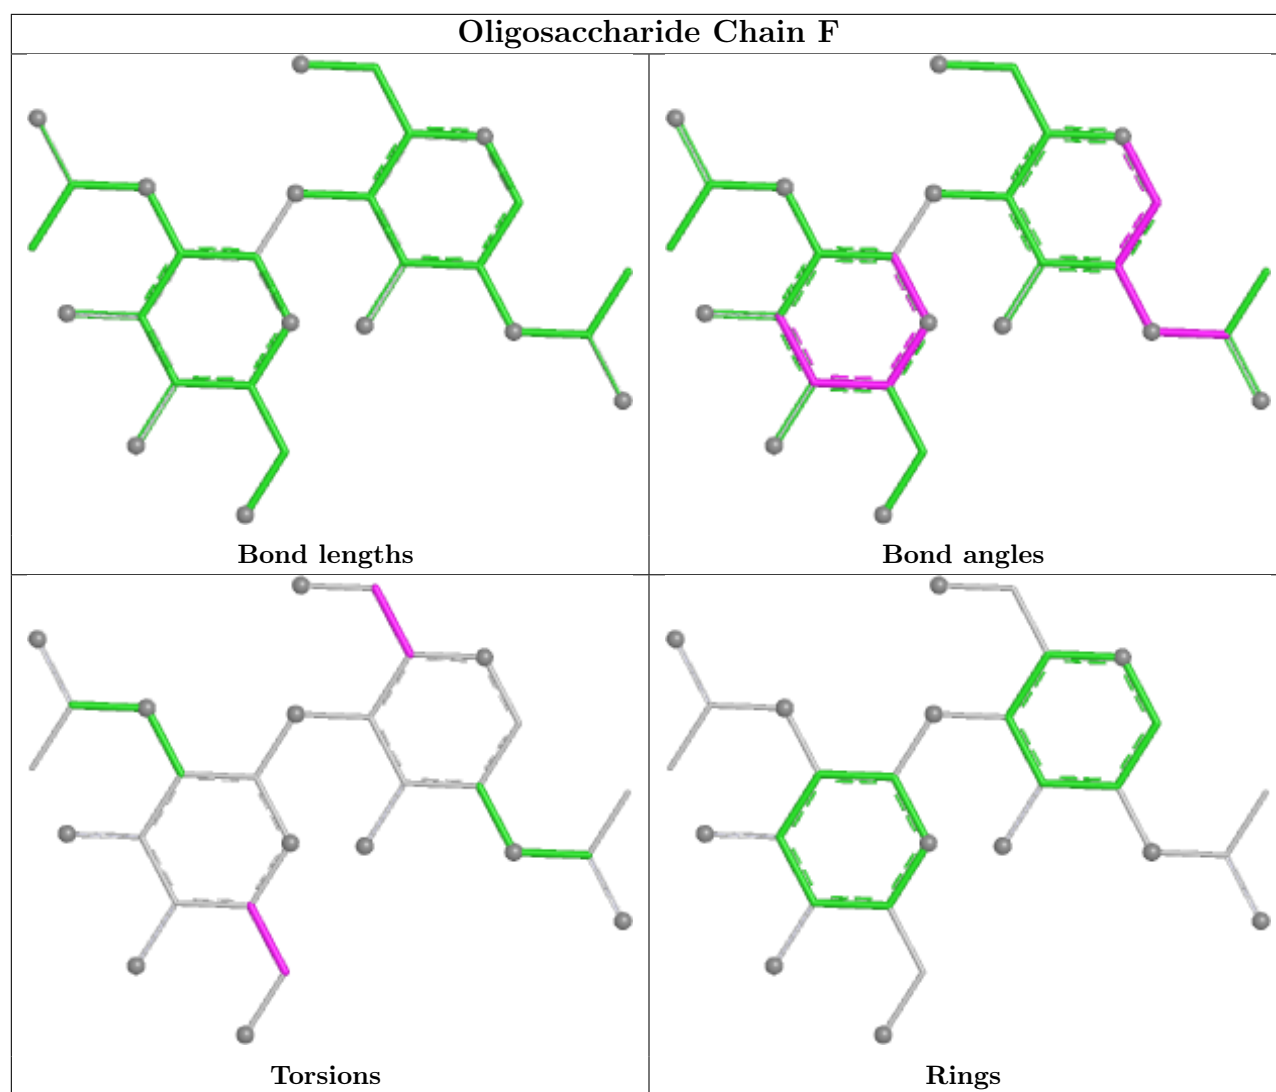 Oligosaccharide Chain F
Bond lengths
Bond angles
Torsions
Rings